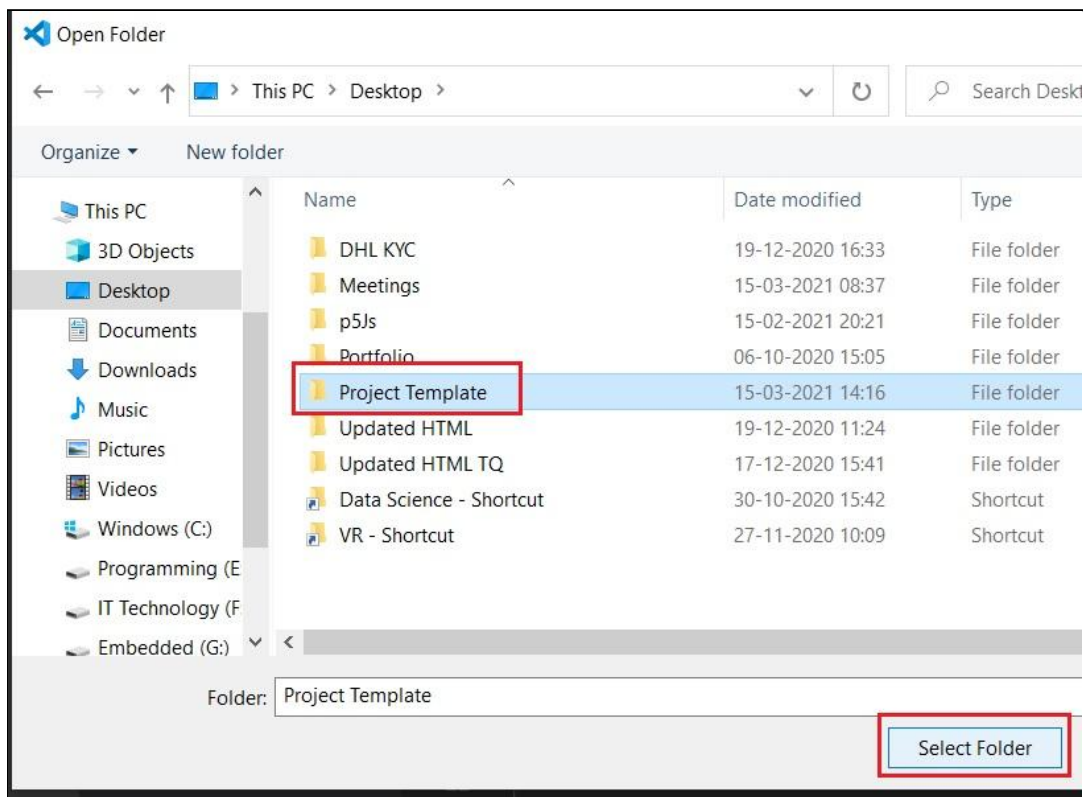 Open Folder
This PC > Desktop >
Search Deskt
Organize
New folder
Name
Date modified
Type
This PC
3D Objects
Desktop
Documents
Downloads
Music
Pictures
Videos
Windows (C:)
Programming (E
IT Technology (F
Embedded (G:)
DHL KYC 19-12-2020 16:33 File folder
Meetings 15-03-2021 08:37 File folder
p5Js 15-02-2021 20:21 File folder
Portfolio 06-10-2020 15:05 File folder
Project Template 15-03-2021 14:16 File folder
Updated HTML 19-12-2020 11:24 File folder
Updated HTML TQ 17-12-2020 15:41 File folder
Data Science - Shortcut 30-10-2020 15:42 Shortcut
VR - Shortcut 27-11-2020 10:09 Shortcut
Folder: Project Template
Select Folder